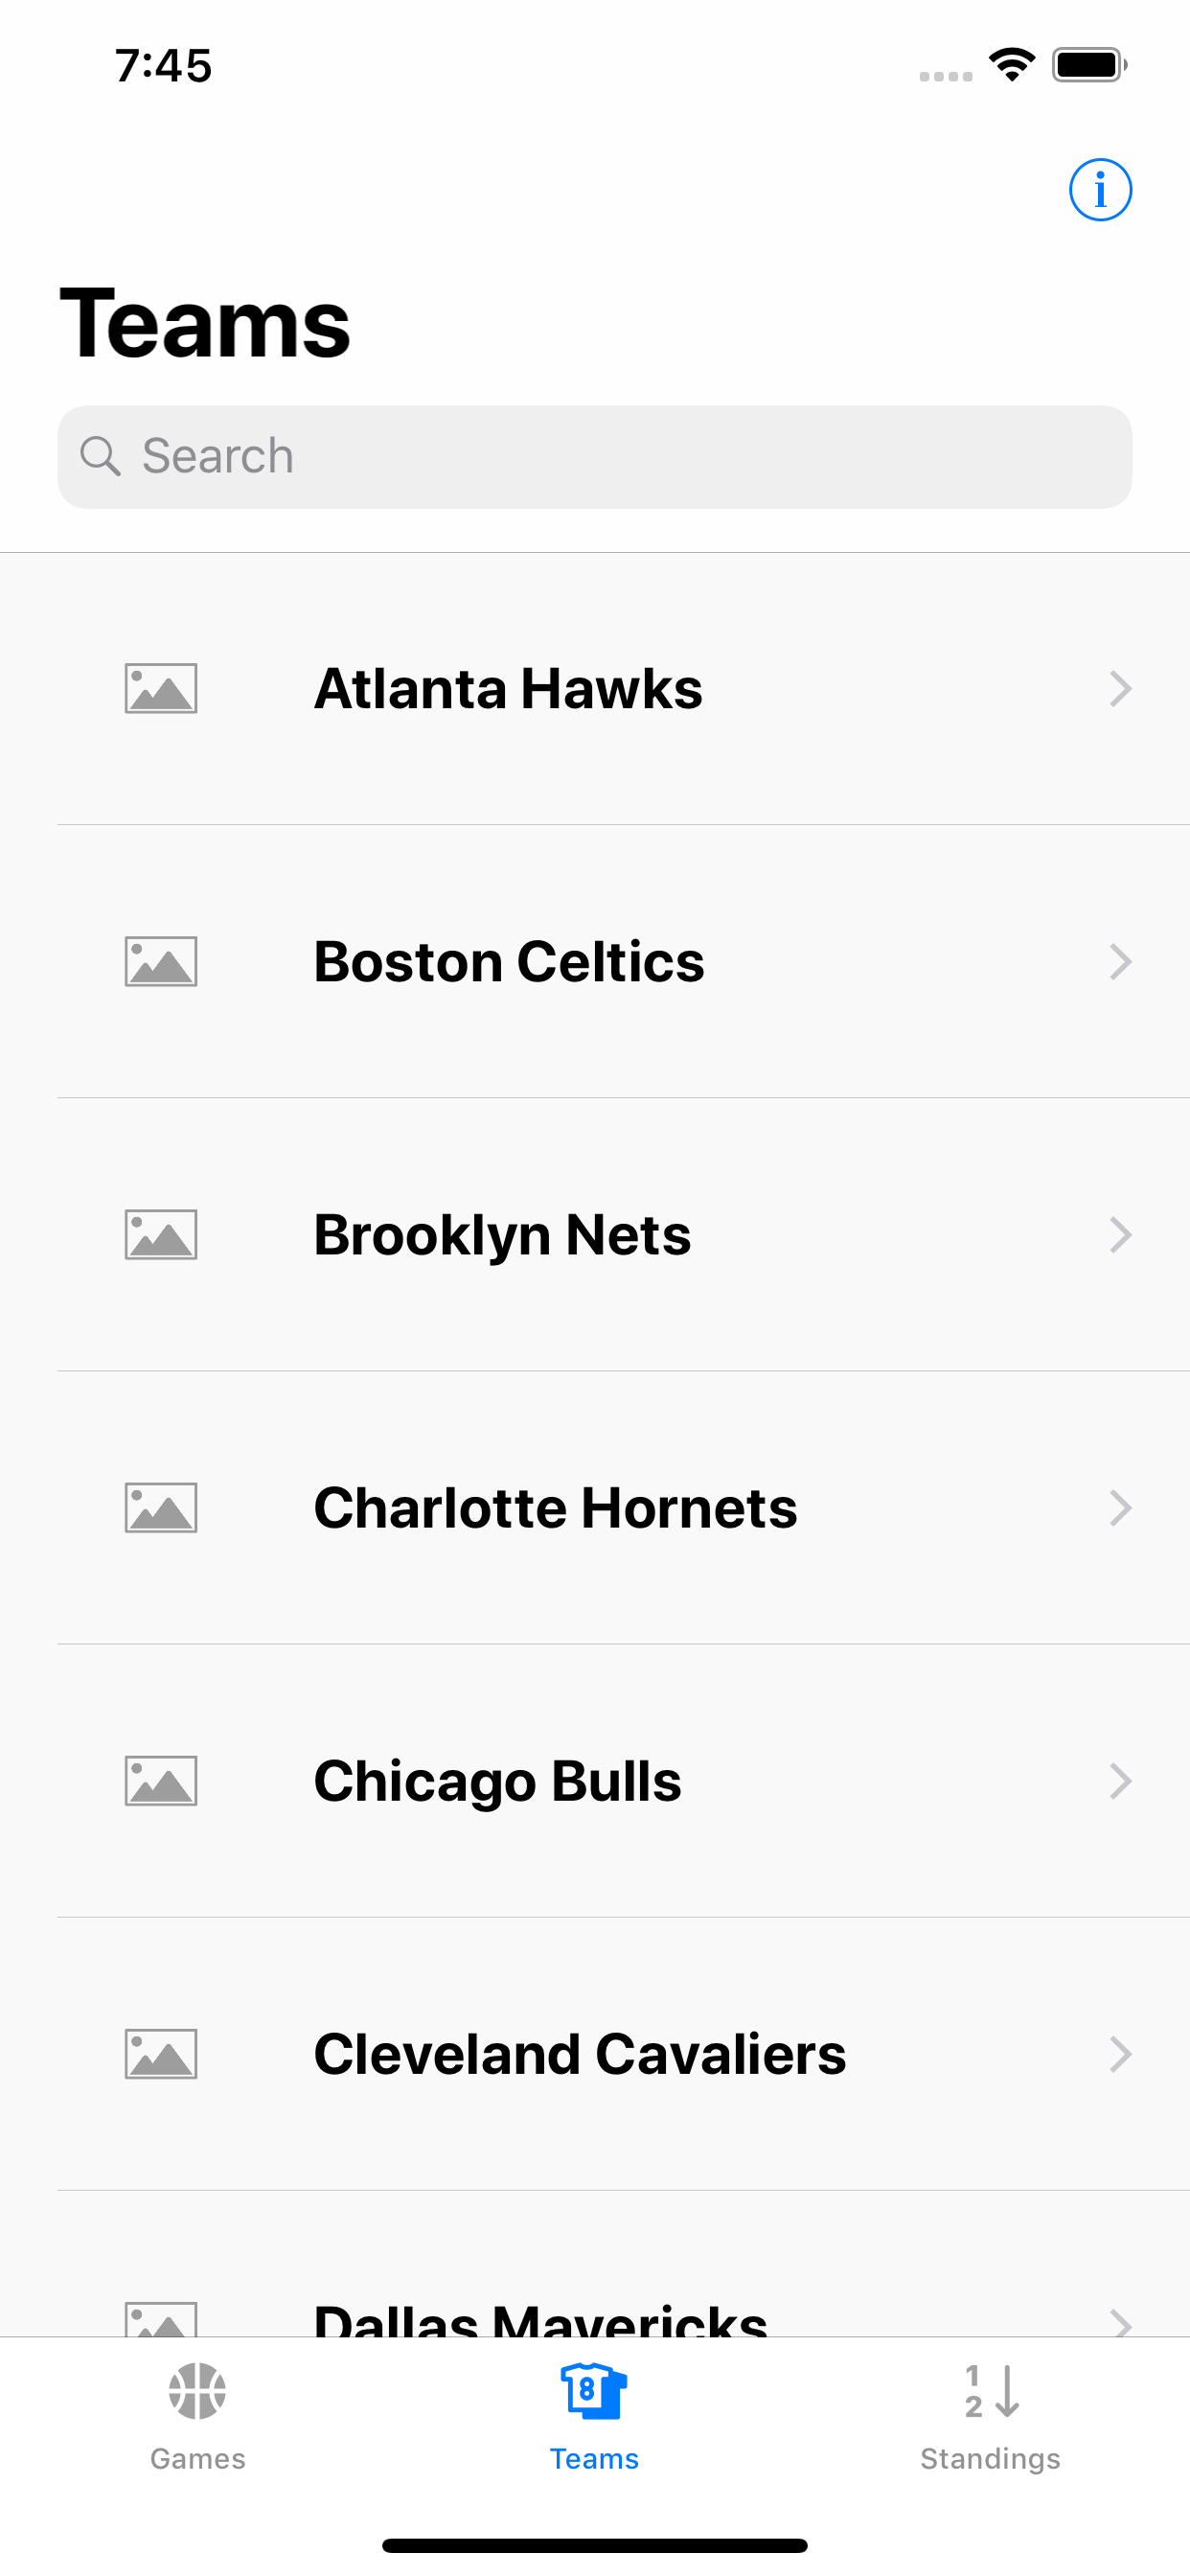 7:45
Teams
Search
Atlanta Hawks
Boston Celtics
Brooklyn Nets
Charlotte Hornets
Chicago Bulls
Cleveland Cavaliers
Dallas Mavericks
8
1
2
Games
Teams
Standings